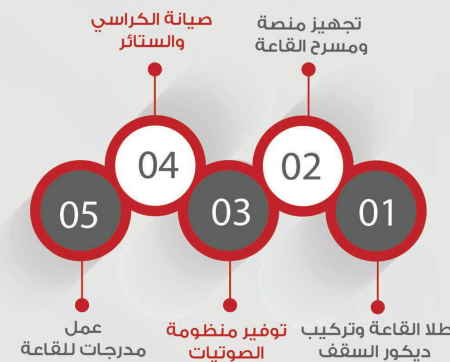 01
طلا القاعة وتركيب
ديكور السقف
02
تجهيز منصة
ومسرح القاعة
03
توفير منظومة
الصوتيات
04
صيانة الكراسي
والستائر
05
عمل
مدرجات للقاعة